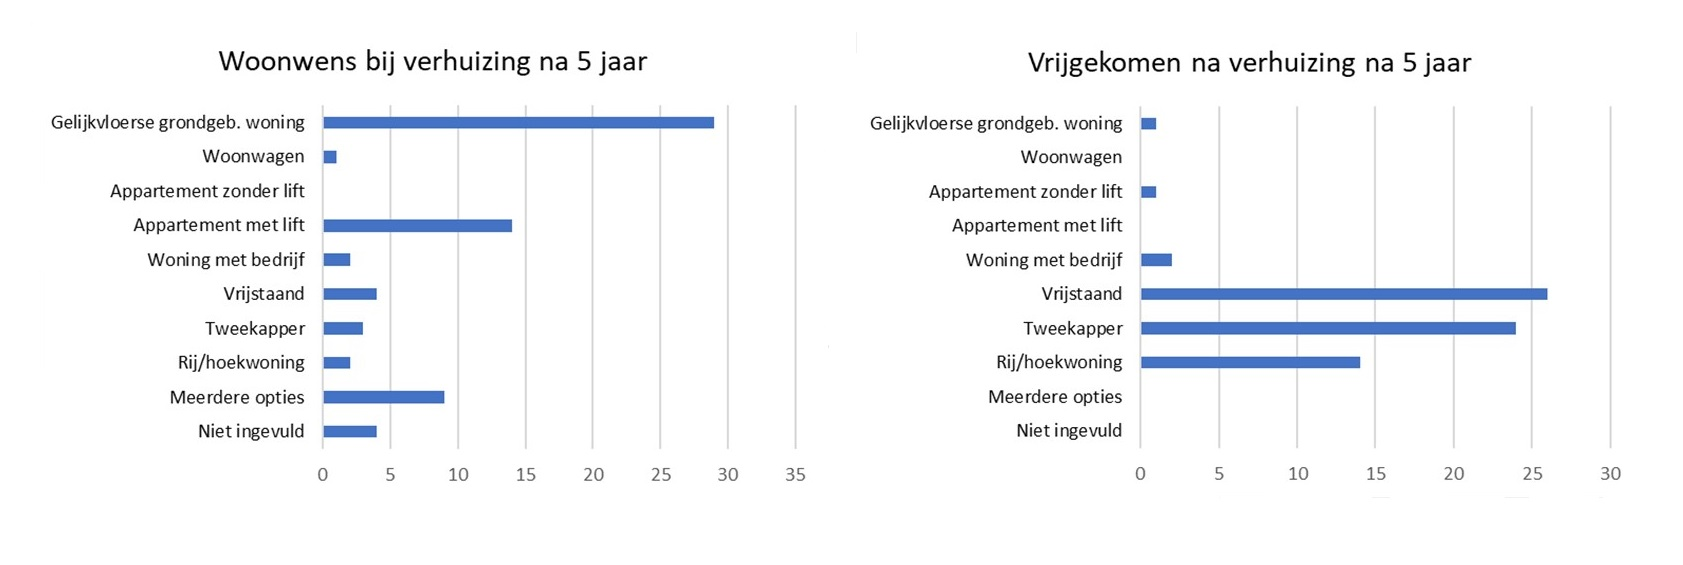 Woonwens bij verhuizing na 5 jaar
Gelijkvloerse grondgeb. woning
Woonwagen
Appartement zonder lift
Appartement met lift
Woning met bedrijf
Vrijstaand
Tweekapper
Rij/hoekwoning
Meerdere opties
Niet ingevuld
0 5 10 15 20 25 30 35
Vrijgekomen na verhuizing na 5 jaar
Gelijkvloerse grondgeb. woning
Woonwagen
Appartement zonder lift
Appartement met lift
Woning met bedrijf
Vrijstaand
Tweekapper
Rij/hoekwoning
Meerdere opties
Niet ingevuld
0 5 10 15 20 25 30